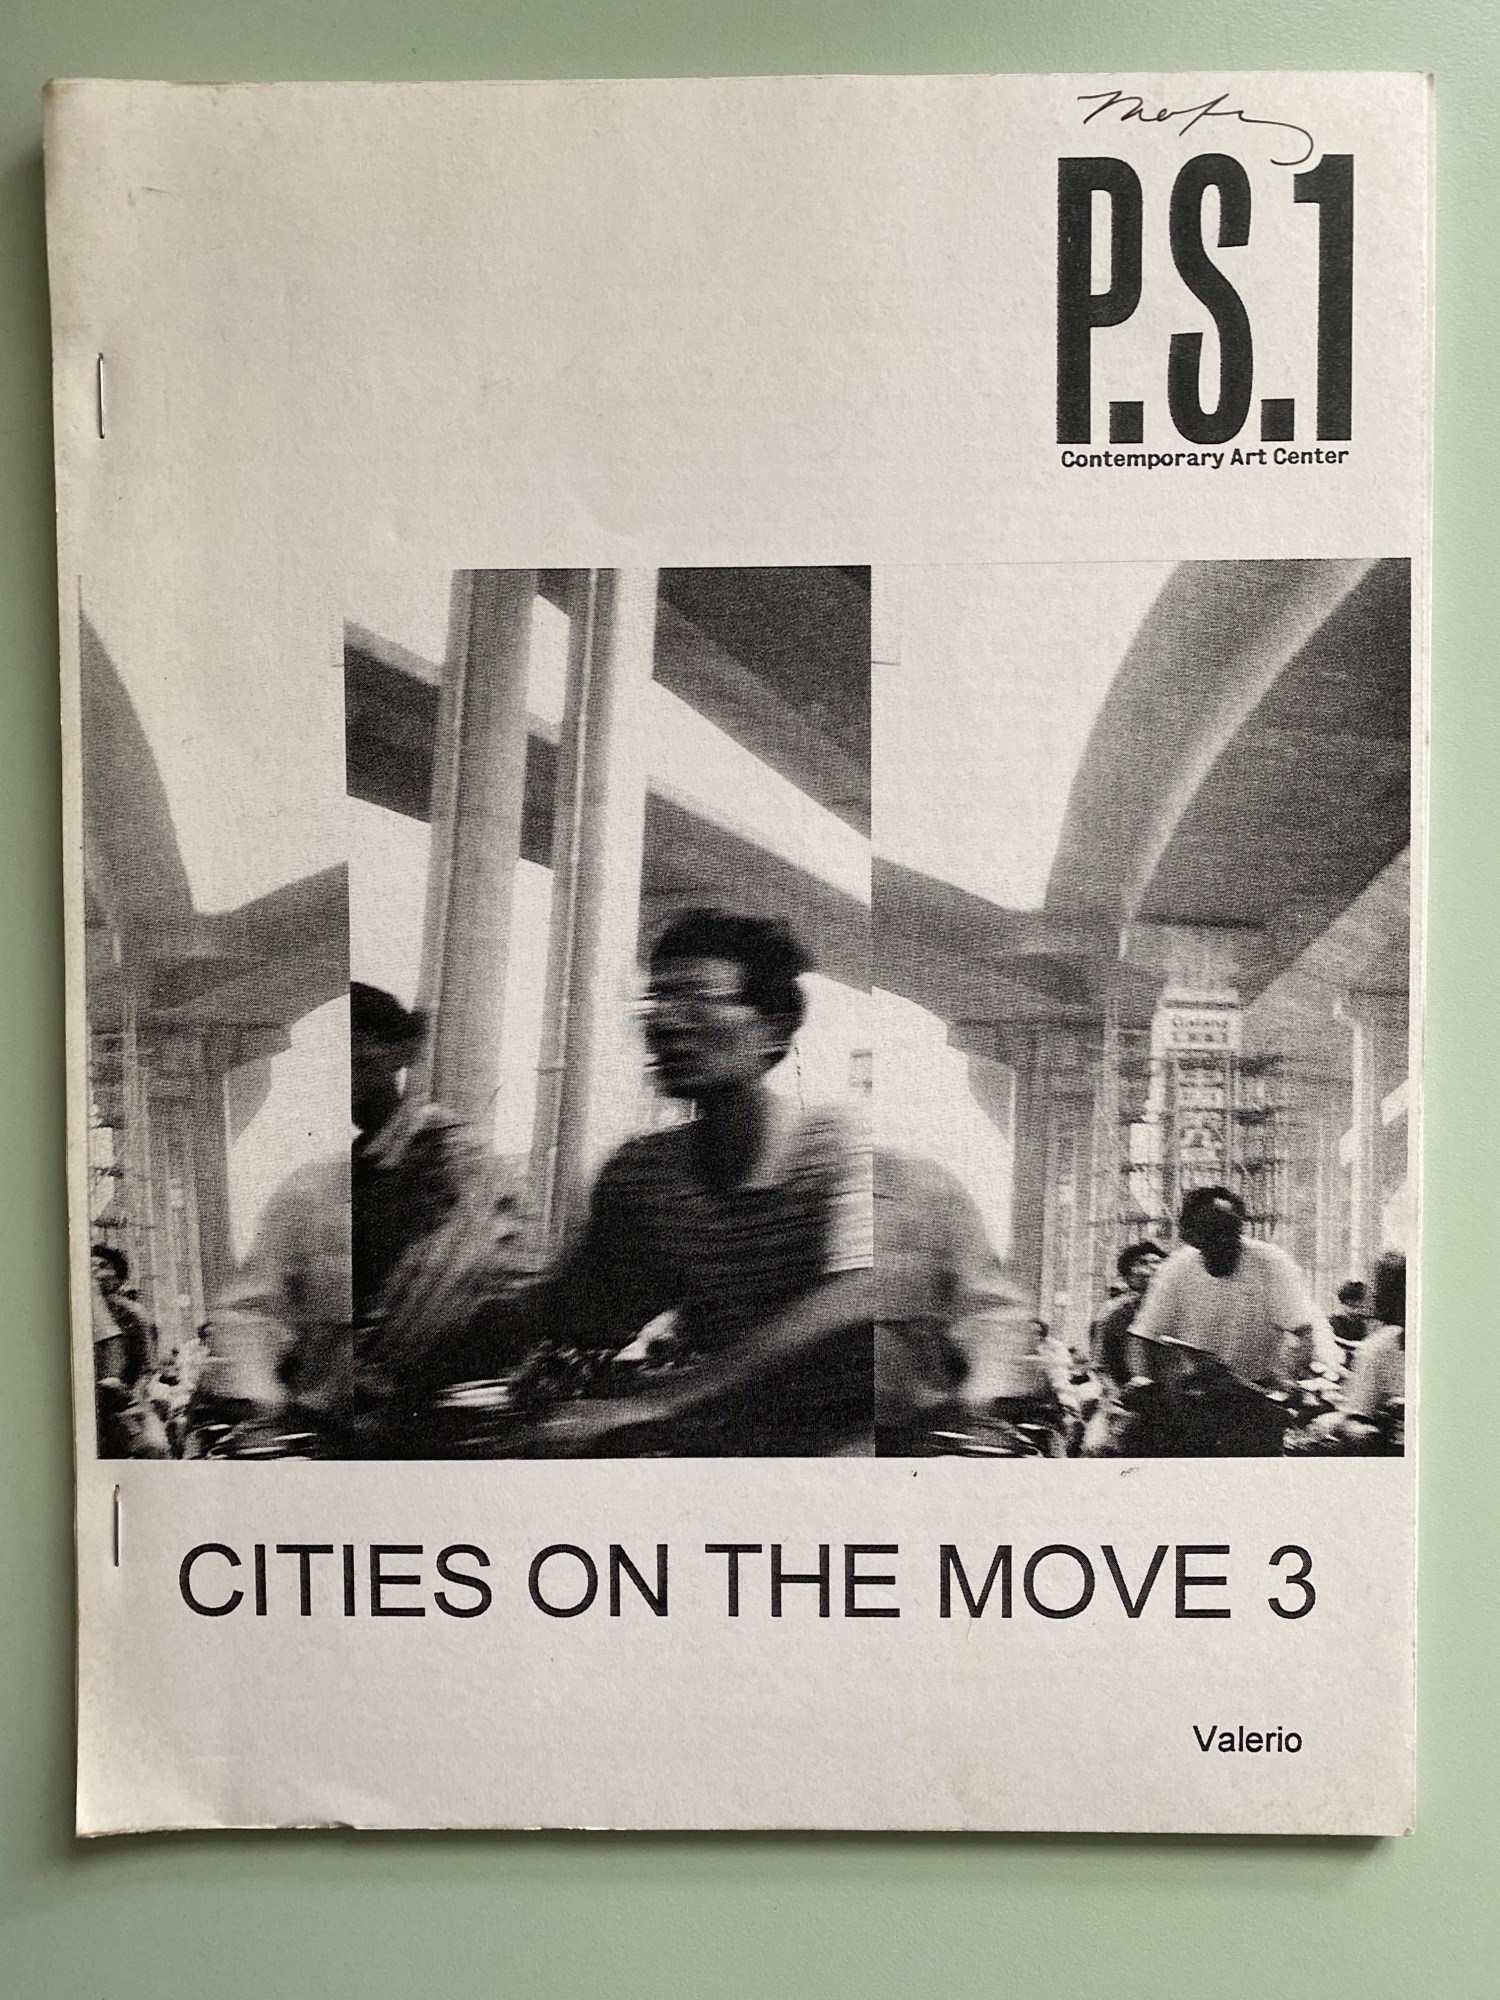 P.S.1
Contemporary Art Center
CITIES ON THE MOVE 3
Valerio